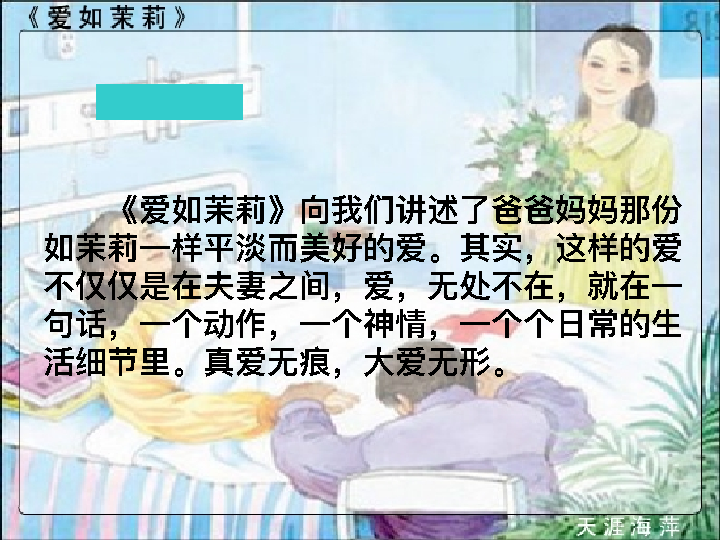 《爱如茉莉》
《爱如茉莉》向我们讲述了爸爸妈妈那份
如茉莉一样平淡而美好的爱。其实，这样的爱
不仅仅是在夫妻之间，爱，无处不在，就在一
句话，一个动作，一个神情，一个个日常的生
活细节里。真爱无痕，大爱无形。
天涯海萍